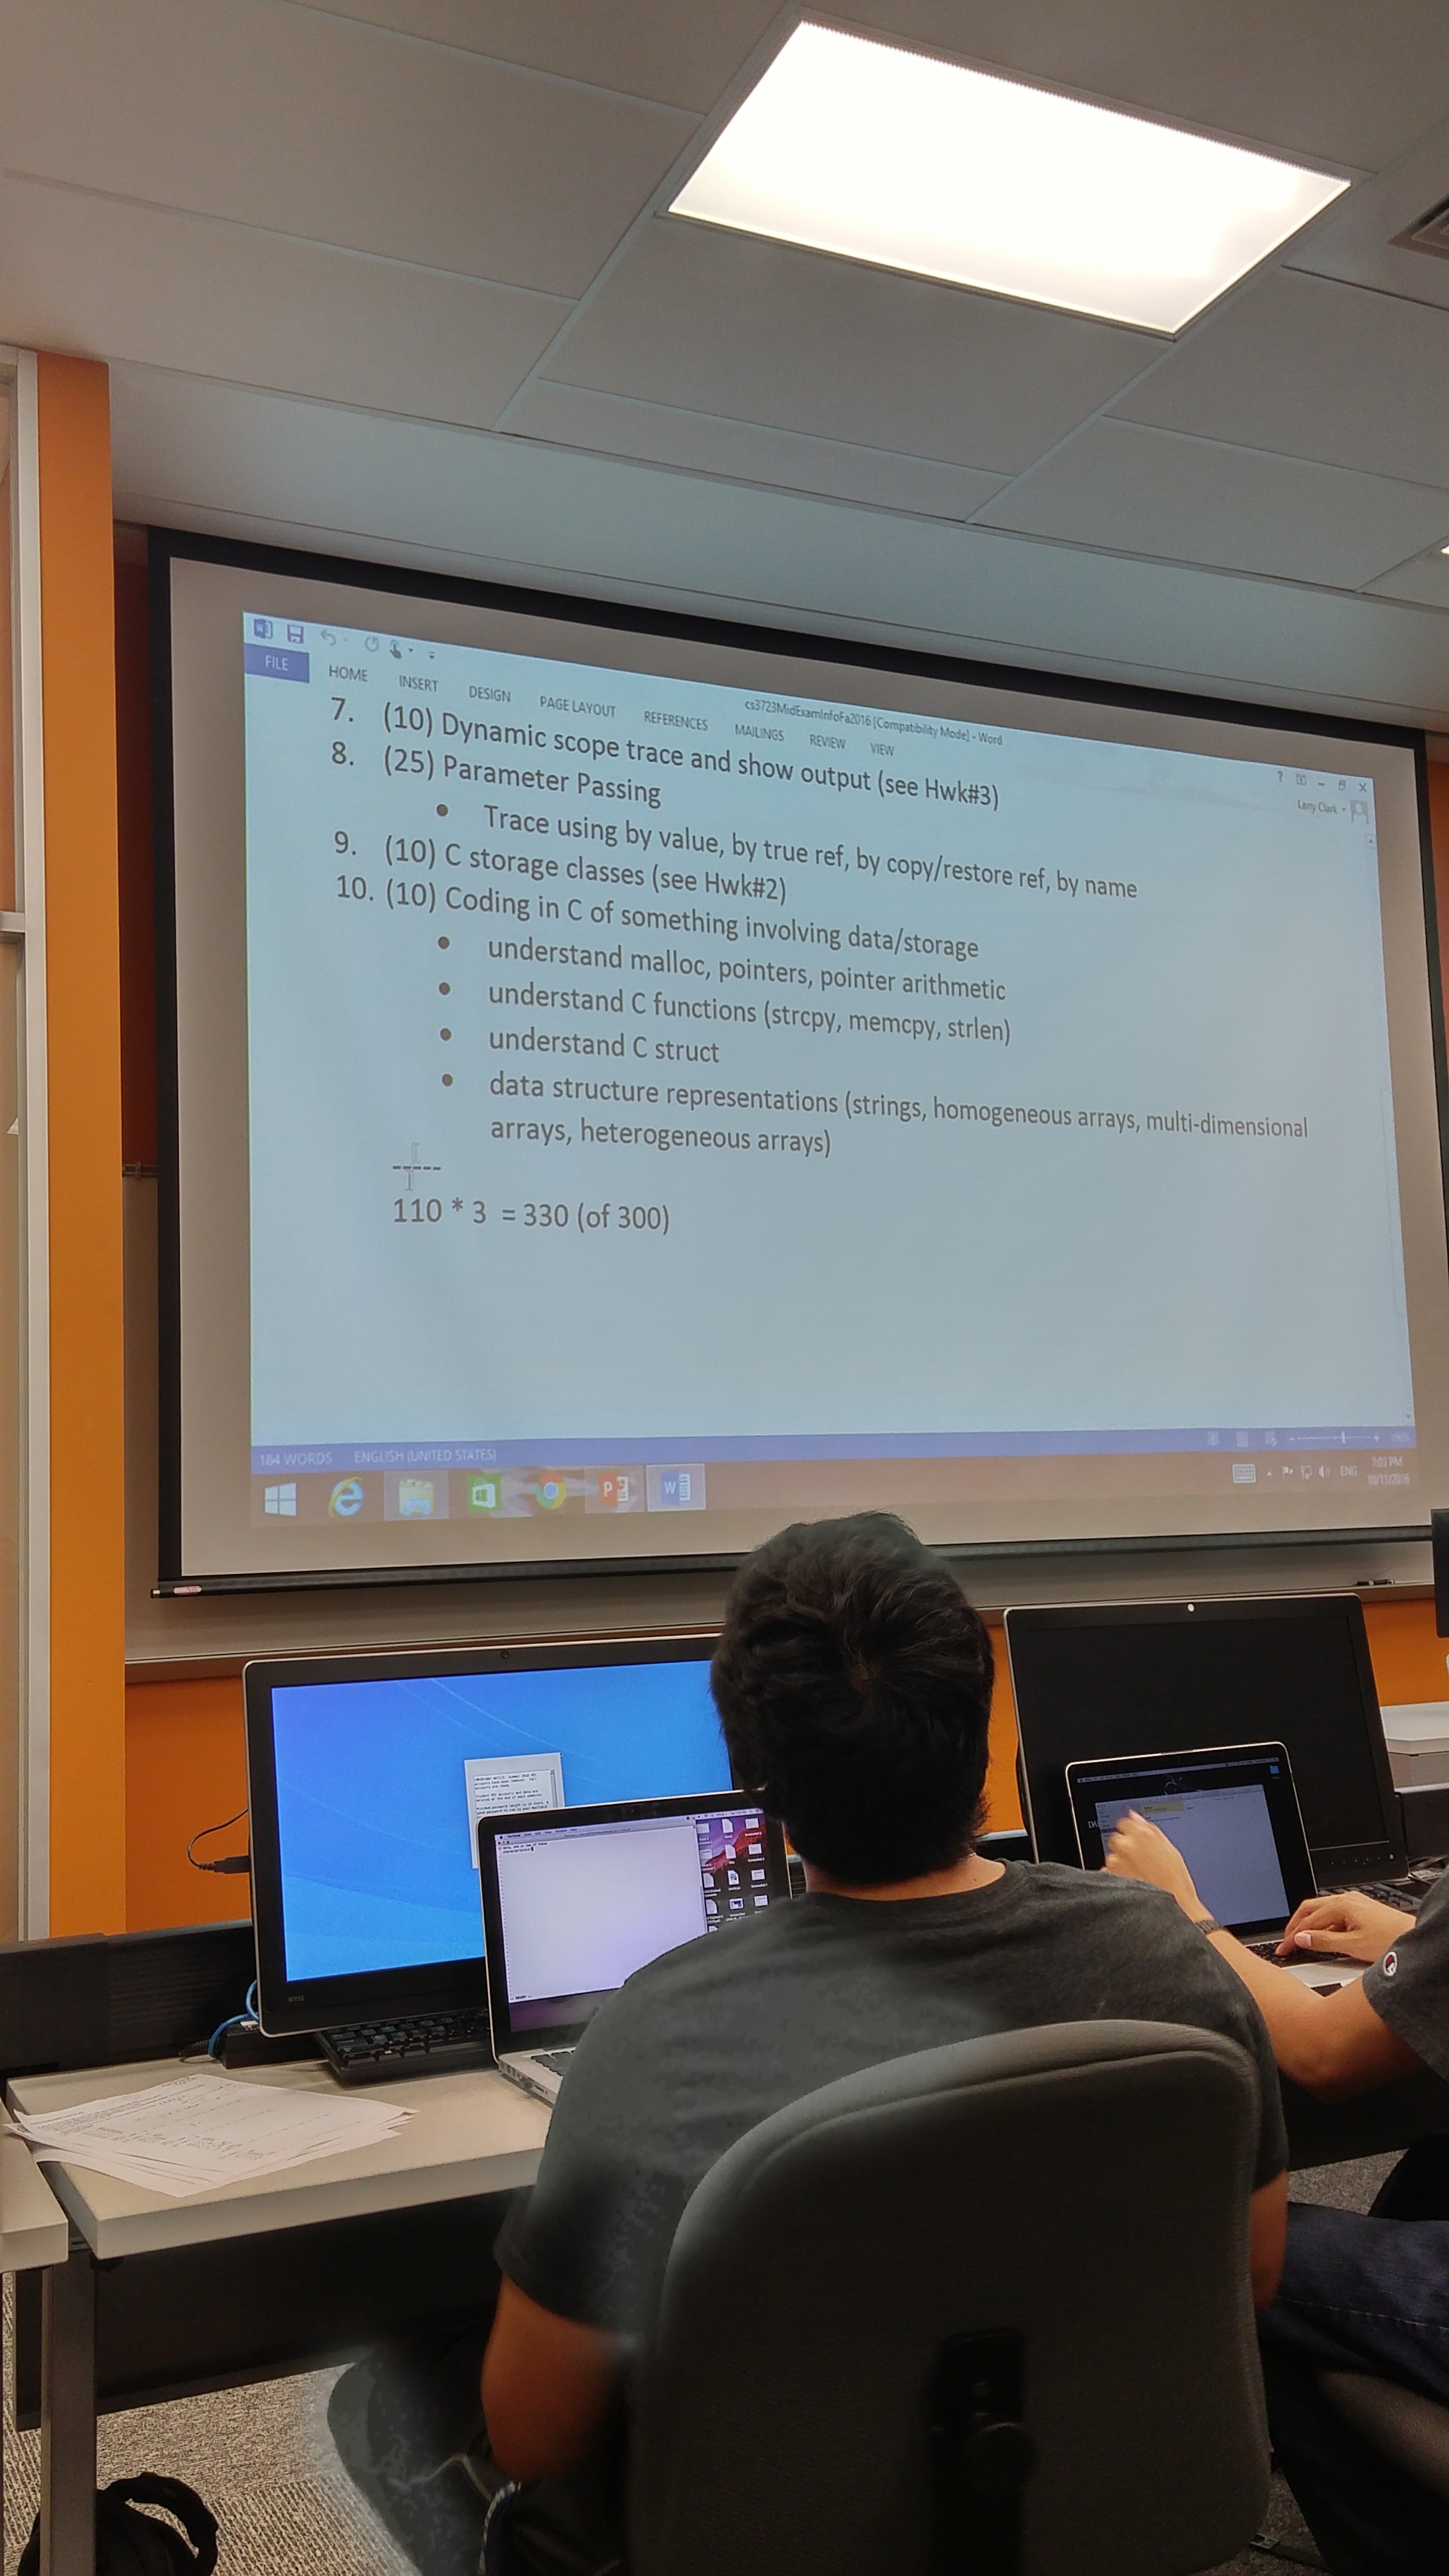 cs3723MidExamInfoFa2016 [Compatibility Mode] - Word
FILE HOME INSERT DESIGN PAGE LAYOUT REFERENCES MAILINGS REVIEW VIEW
Larry Clark
7. (10) Dynamic scope trace and show output (see Hwk#3)
8. (25) Parameter Passing
• Trace using by value, by true ref, by copy/restore ref, by name
9. (10) C storage classes (see Hwk#2)
10. (10) Coding in C of something involving data/storage
• understand malloc, pointers, pointer arithmetic
• understand C functions (strcpy, memcpy, strlen)
• understand C struct
• data structure representations (strings, homogeneous arrays, multi-dimensional
arrays, heterogeneous arrays)
-----
110 * 3 = 330 (of 300)
184 WORDS ENGLISH (UNITED STATES)
ENG
7:03 PM
10/11/2016
WYSE